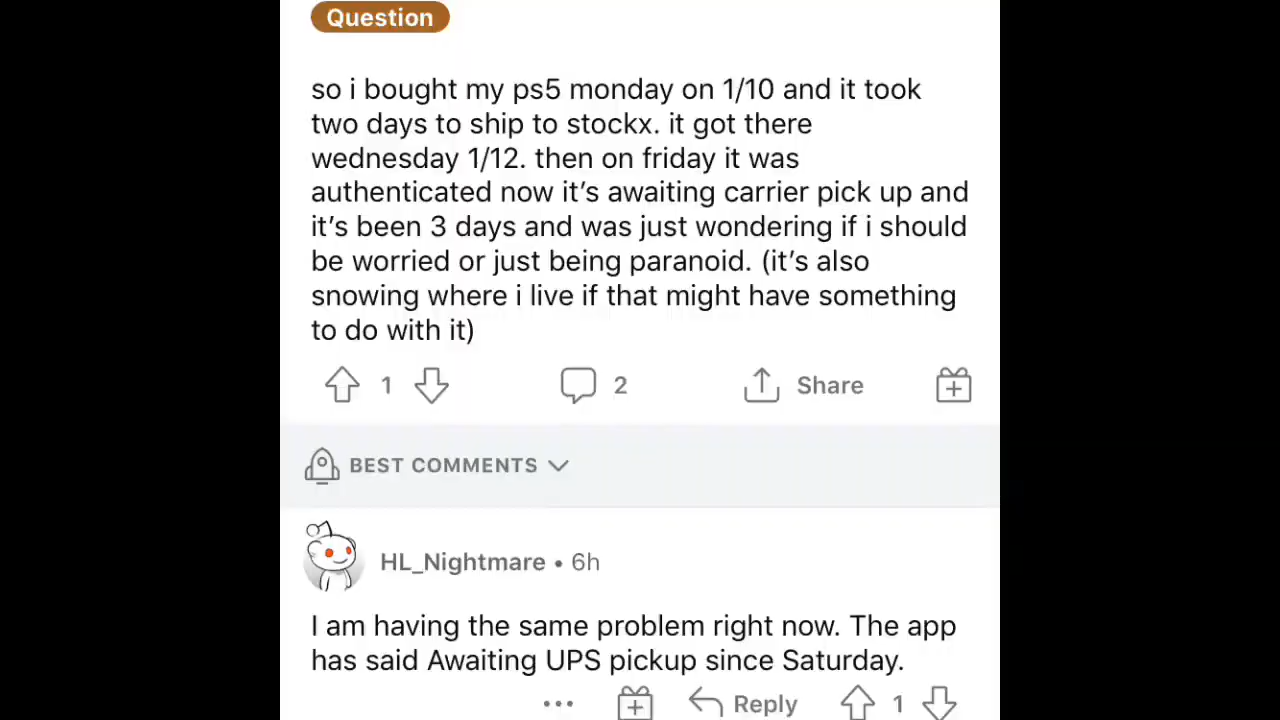 Question
so i bought my ps5 monday on 1/10 and it took
two days to ship to stockx. it got there
wednesday 1/12. then on friday it was
authenticated now it’s awaiting carrier pick up and
it’s been 3 days and was just wondering if i should
be worried or just being paranoid. (it’s also
snowing where i live if that might have something
to do with it)
1 2 Share
BEST COMMENTS
HL_Nightmare • 6h
I am having the same problem right now. The app
has said Awaiting UPS pickup since Saturday.
... Reply 1